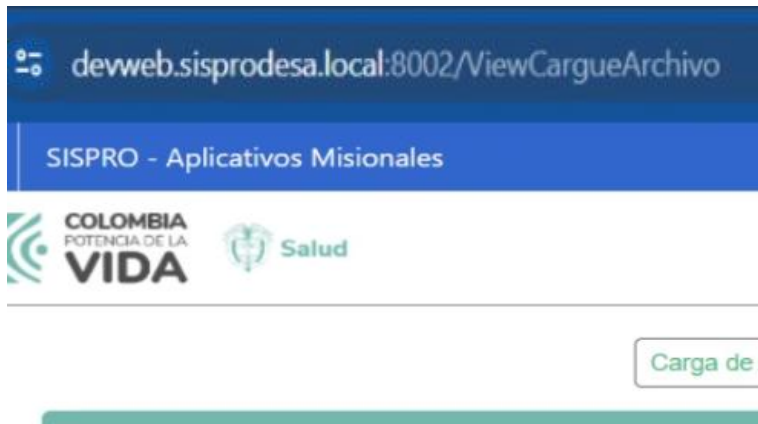 devweb.sisprodesa.local:8002/ViewCargueArchivo
SISPRO - Aplicativos Misionales
COLOMBIA
POTENCIA DE LA
VIDA
Salud
Carga de